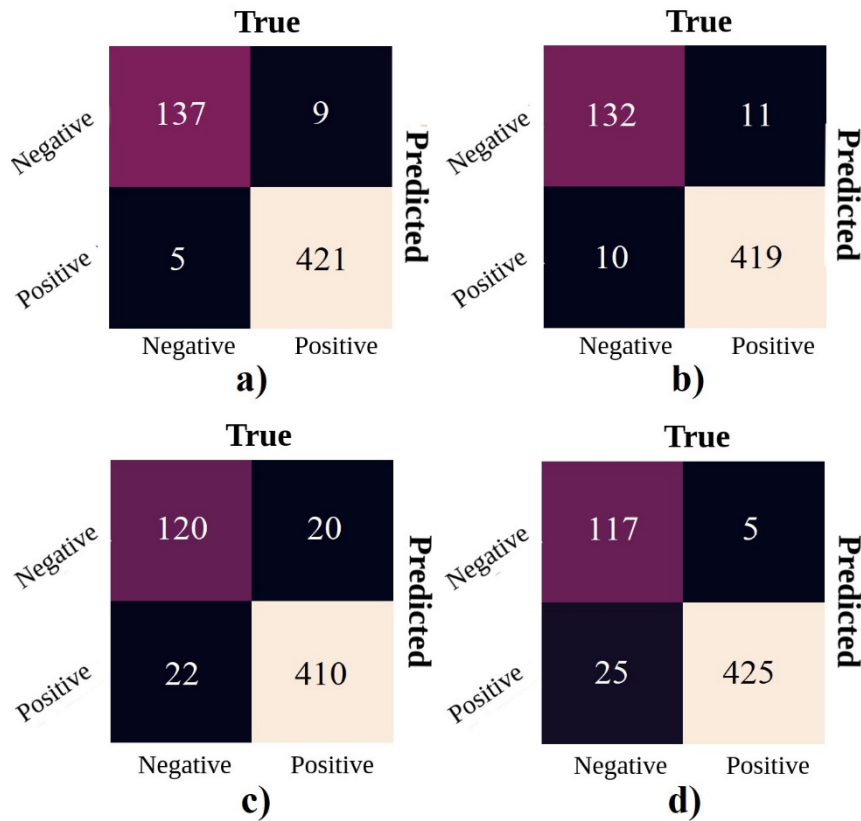 True
Negative
137
9
Positive
5
421
Predicted
Negative Positive
a)
True
Negative
132
11
Positive
10
419
Predicted
Negative Positive
b)
True
Negative
120
20
Positive
22
410
Predicted
Negative Positive
c)
True
Negative
117
5
Positive
25
425
Predicted
Negative Positive
d)